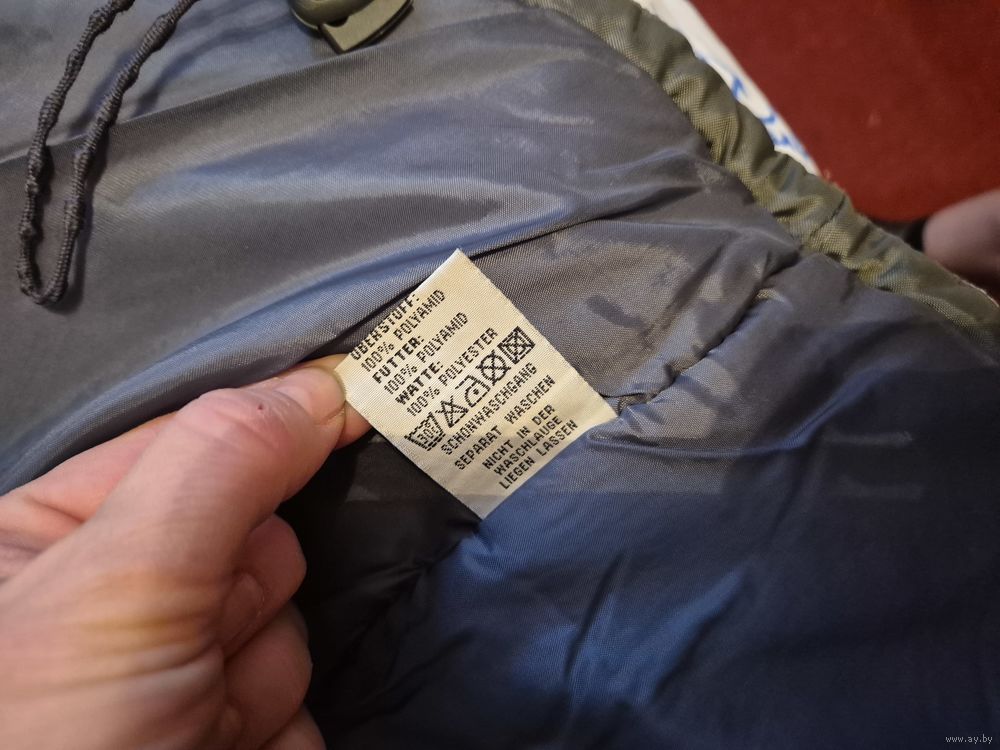 OBERSTOFF:
100% POLYAMID
FUTTER:
100% POLYAMID
WATTE:
100% POLYESTER
30
SCHONWASCHGANG
SEPARAT WASCHEN
NICHT IN DER
WASCHLAUGE
LIEGEN LASSEN
www.ay.by